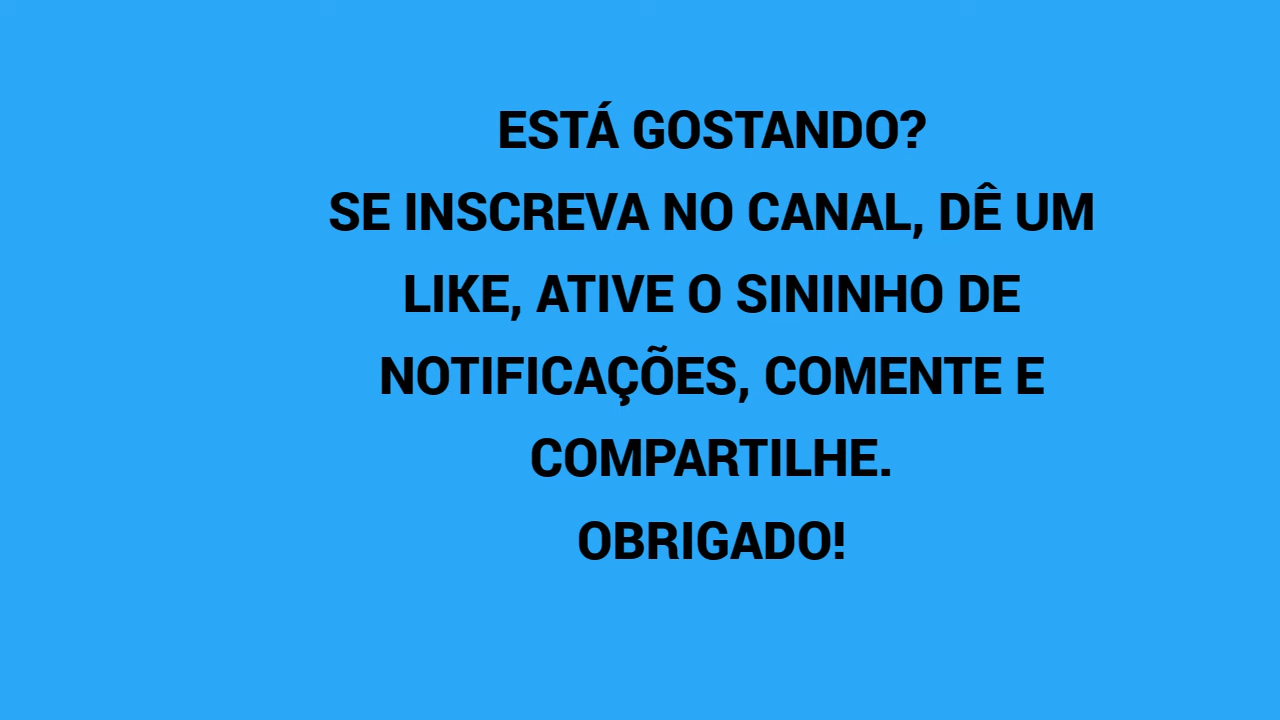 ESTÁ GOSTANDO?
SE INSCREVA NO CANAL, DÊ UM
LIKE, ATIVE O SININHO DE
NOTIFICAÇÕES, COMENTE E
COMPARTILHE.
OBRIGADO!